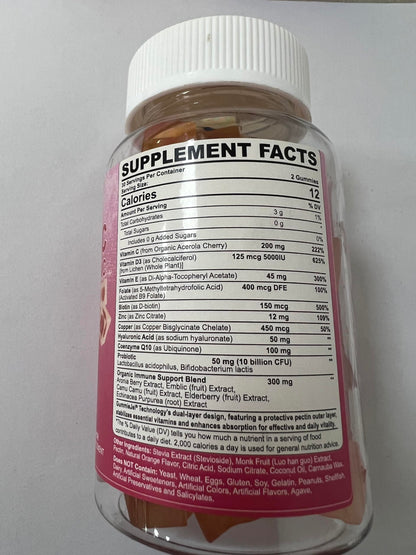 SUPPLEMENT FACTS
30 Servings Per Container
Serving Size: 2 Gummies
Calories 12
Amount Per Serving % DV
Total Carbohydrates 3 g 1%
Total Sugars 0 g *
Includes 0 g Added Sugars 0%
Vitamin C (from Organic Acerola Cherry) 200 mg 222%
Vitamin D3 (as Cholecalciferol) 125 mcg 5000IU 625%
[from Lichen (Whole Plant)]
Vitamin E (as Dl-Alpha-Tocopheryl Acetate) 45 mg 300%
Folate (as 5-Methyltetrahydrofolic Acid) 400 mcg DFE 100%
(Activated B9 Folate)
Biotin (as D-biotin) 150 mcg 500%
Zinc (as Zinc Citrate) 12 mg 109%
Copper (as Copper Bisglycinate Chelate) 450 mcg 50%
Hyaluronic Acid (as sodium hyaluronate) 50 mg **
Coenzyme Q10 (as Ubiquinone) 100 mg **
Probiotic 50 mg (10 billion CFU) **
Lactobacillus acidophilus, Bifidobacterium lactis
Organic Immune Support Blend 300 mg **
Aronia Berry Extract, Emblic (fruit) Extract,
Camu Camu (fruit) Extract, Elderberry (fruit) Extract,
Echinacea Purpurea (root) Extract
Technology's dual-layer design, featuring a protective pectin outer layer,
stabilizes essential vitamins and enhances absorption for effective and daily vitality.
*The % Daily Value (DV) tells you how much a nutrient in a serving of food
contributes to a daily diet. 2,000 calories a day is used for general nutrition advice.
Other Ingredients: Stevia Extract (Stevioside), Monk Fruit (Luo han guo) Extract,
Pectin, Natural Orange Flavor, Citric Acid, Sodium Citrate, Coconut Oil, Carnauba Wax.
Does NOT Contain: Yeast, Wheat, Eggs, Gluten, Soy, Gelatin, Peanuts, Shellfish,
Dairy, Artificial Sweeteners, Artificial Colors, Artificial Flavors, Agave,
Artificial Preservatives and Salicylates.